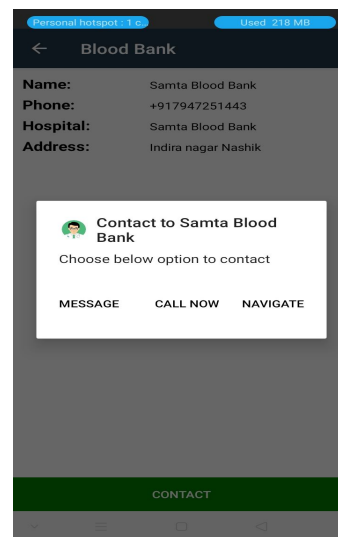 Personal hotspot : 1 c.. Used 218 MB
Blood Bank
Name: Samta Blood Bank
Phone: +917947251443
Hospital: Samta Blood Bank
Address: Indira nagar Nashik
Contact to Samta Blood
Bank
Choose below option to contact
MESSAGE CALL NOW NAVIGATE
CONTACT